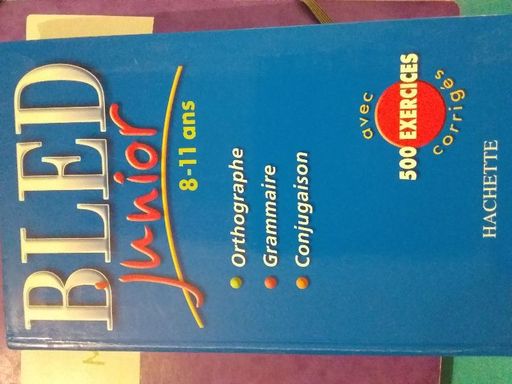 BLED
junior
8-11 ans
Orthographe
Grammaire
Conjugaison
avec
500 EXERCICES
corrigés
HACHETTE